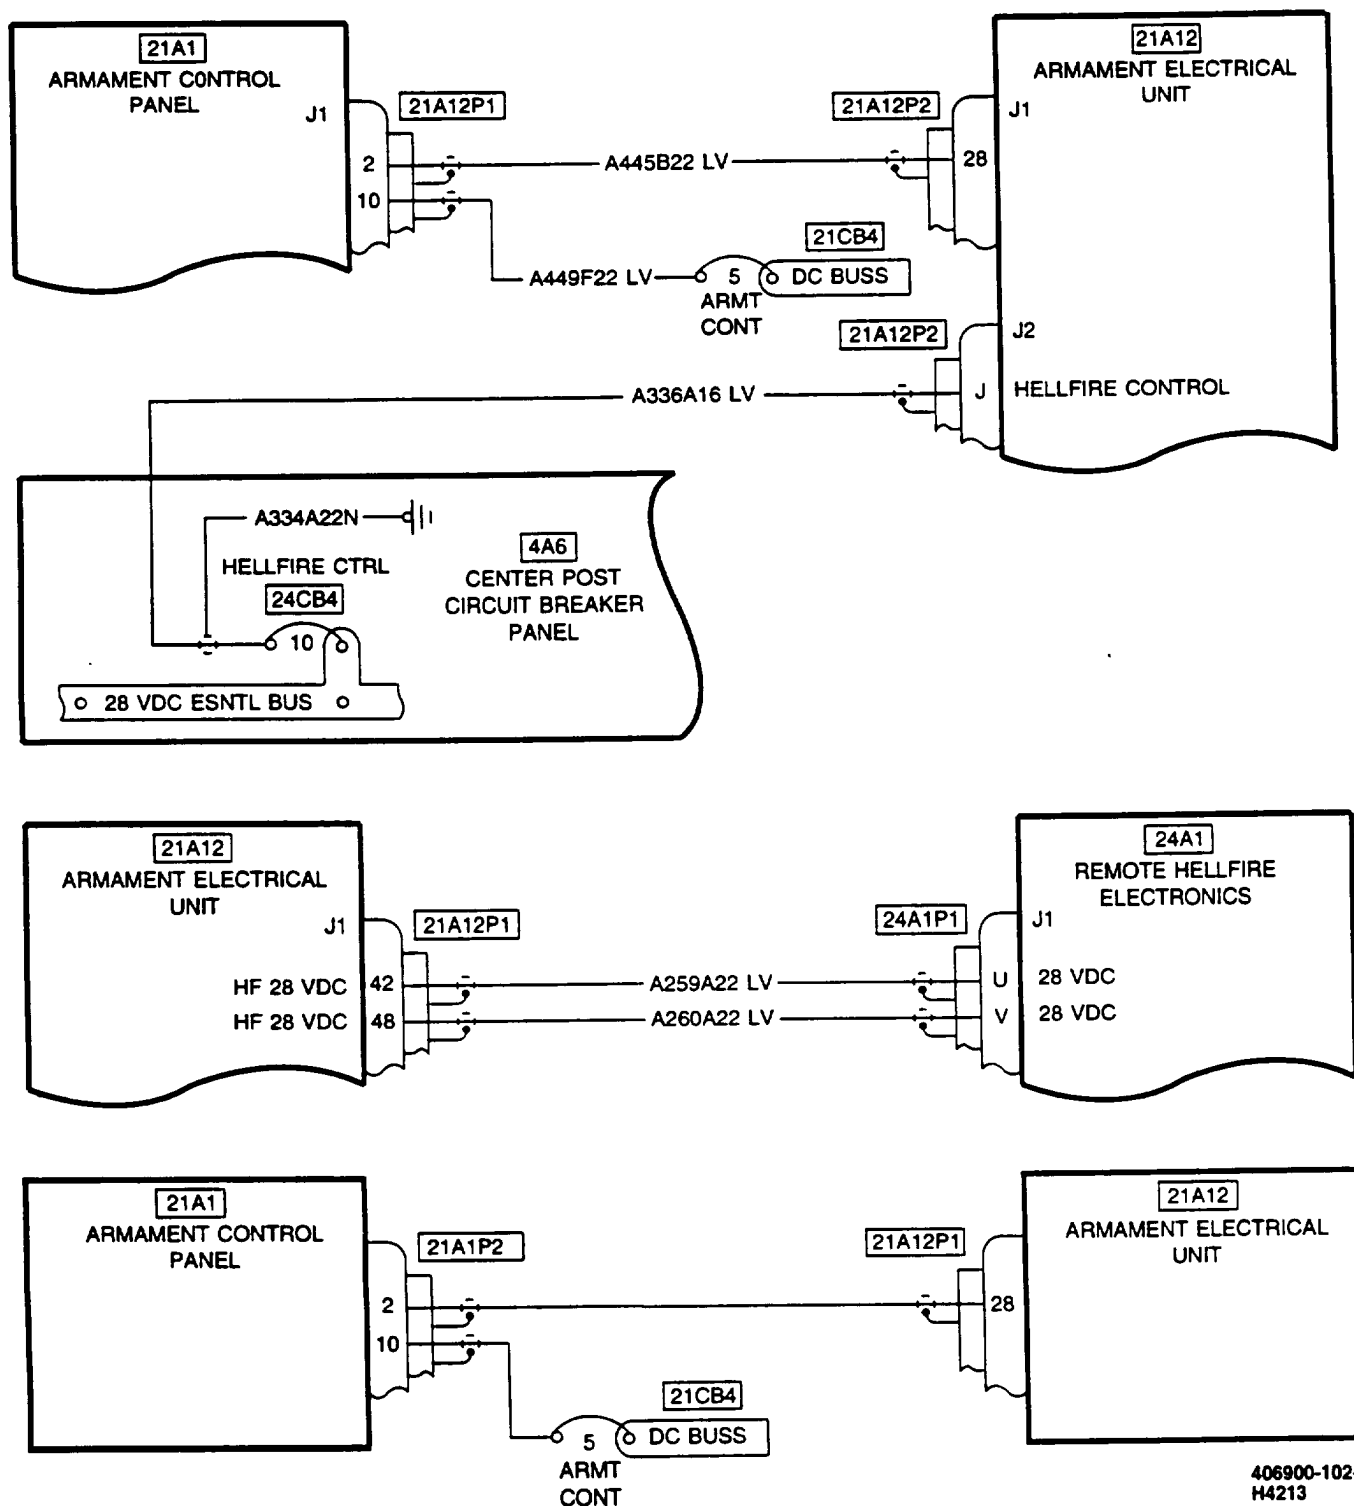 21A1
ARMAMENT CONTROL
PANEL
J1
21A12P1
2
10
A445B22 LV
21A12P2
21A12
ARMAMENT ELECTRICAL
UNIT
J1
28
A449F22 LV
5
ARMT
CONT
21CB4
DC BUSS
21A12P2
J2
J
HELLFIRE CONTROL
A336A16 LV
A334A22N
HELLFIRE CTRL
24CB4
10
28 VDC ESNTL BUS
4A6
CENTER POST
CIRCUIT BREAKER
PANEL
21A12
ARMAMENT ELECTRICAL
UNIT
J1
21A12P1
HF 28 VDC
42
HF 28 VDC
48
A259A22 LV
A260A22 LV
24A1P1
24A1
REMOTE HELLFIRE
ELECTRONICS
J1
U
28 VDC
V
28 VDC
21A1
ARMAMENT CONTROL
PANEL
21A1P2
2
10
21A12P1
28
21A12
ARMAMENT ELECTRICAL
UNIT
5
ARMT
CONT
21CB4
DC BUSS
406900-102-
H4213